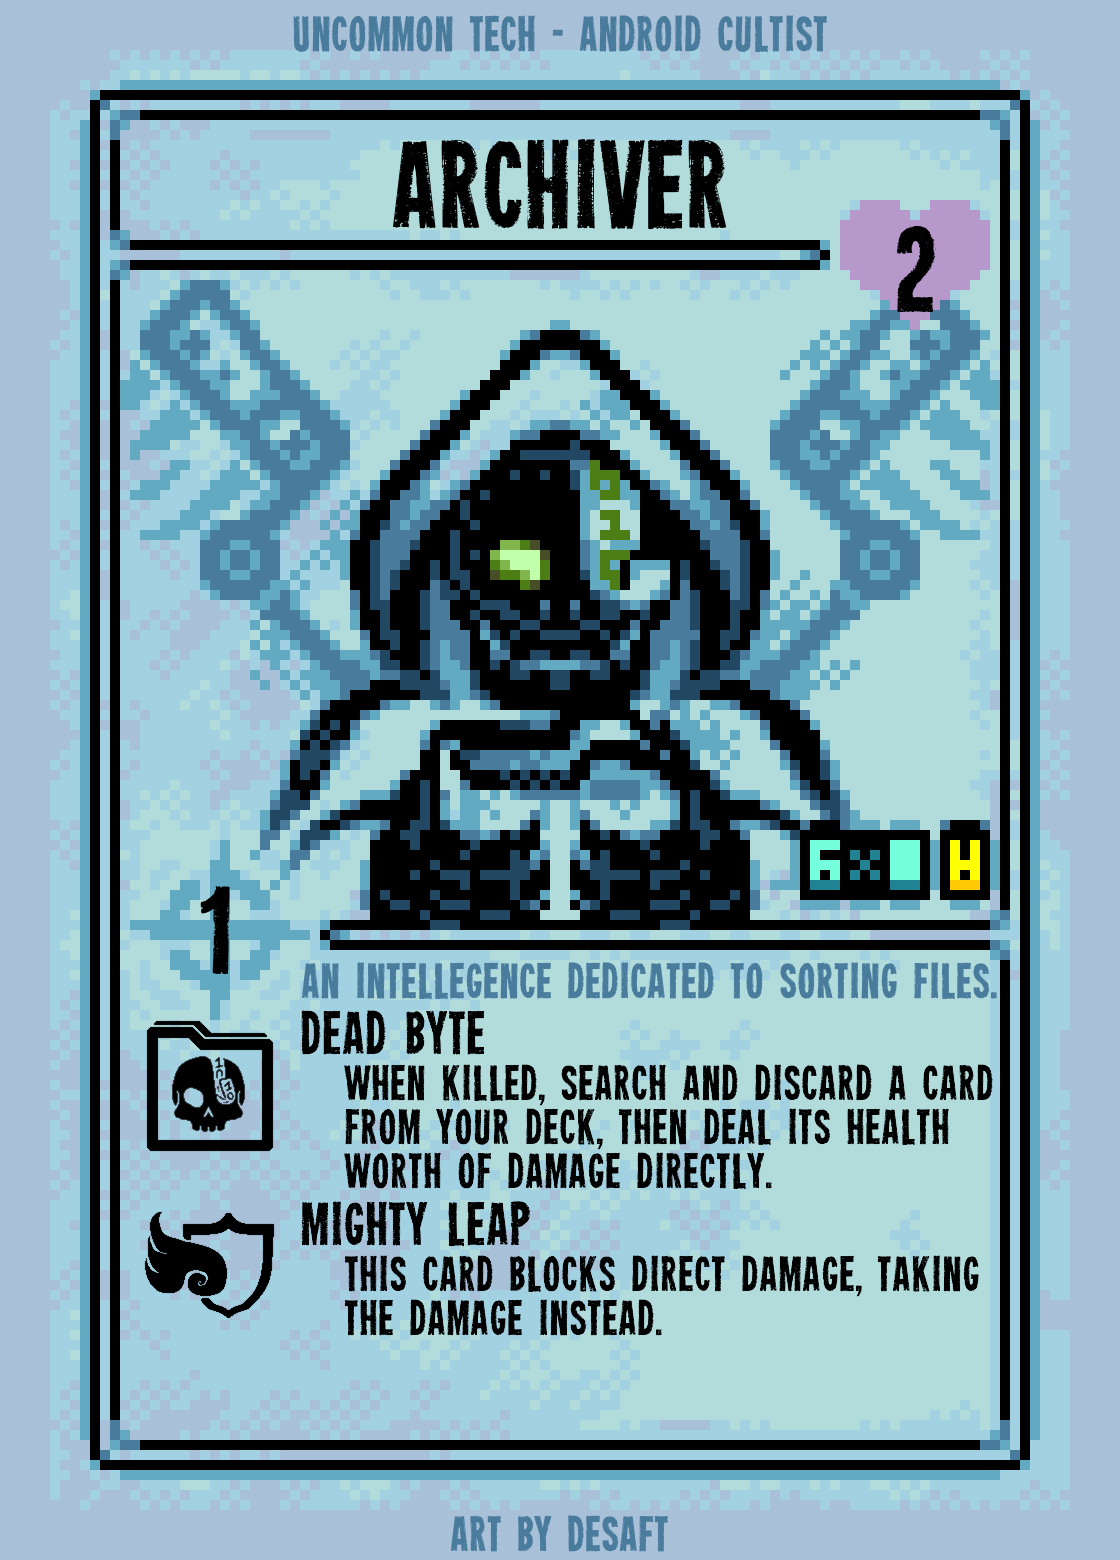 UNCOMMON TECH - ANDROID CULTIST
ARCHIVER
2
6
1
AN INTELLEGENCE DEDICATED TO SORTING FILES.
DEAD BYTE
WHEN KILLED, SEARCH AND DISCARD A CARD
FROM YOUR DECK, THEN DEAL ITS HEALTH
WORTH OF DAMAGE DIRECTLY.
MIGHTY LEAP
THIS CARD BLOCKS DIRECT DAMAGE, TAKING
THE DAMAGE INSTEAD.
ART BY DESAFT